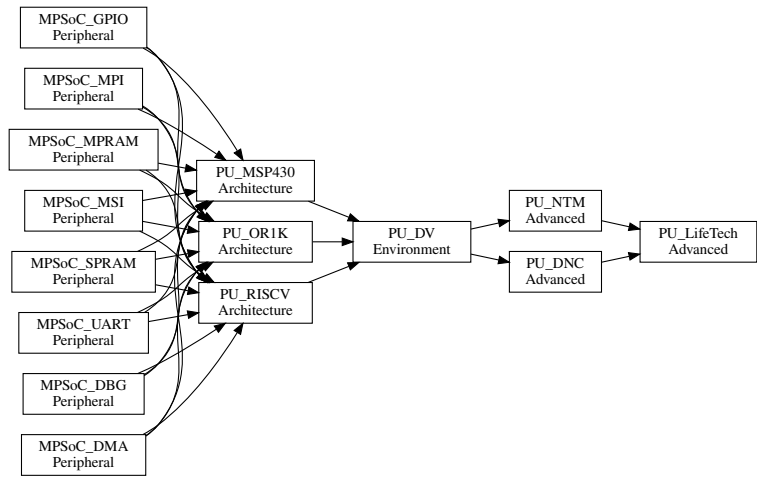 MPSoC_GPIO
Peripheral
MPSoC_MPI
Peripheral
MPSoC_MPRAM
Peripheral
MPSoC_MSI
Peripheral
MPSoC_SPRAM
Peripheral
MPSoC_UART
Peripheral
MPSoC_DBG
Peripheral
MPSoC_DMA
Peripheral
PU_MSP430
Architecture
PU_OR1K
Architecture
PU_RISCV
Architecture
PU_DV
Environment
PU_NTM
Advanced
PU_DNC
Advanced
PU_LifeTech
Advanced